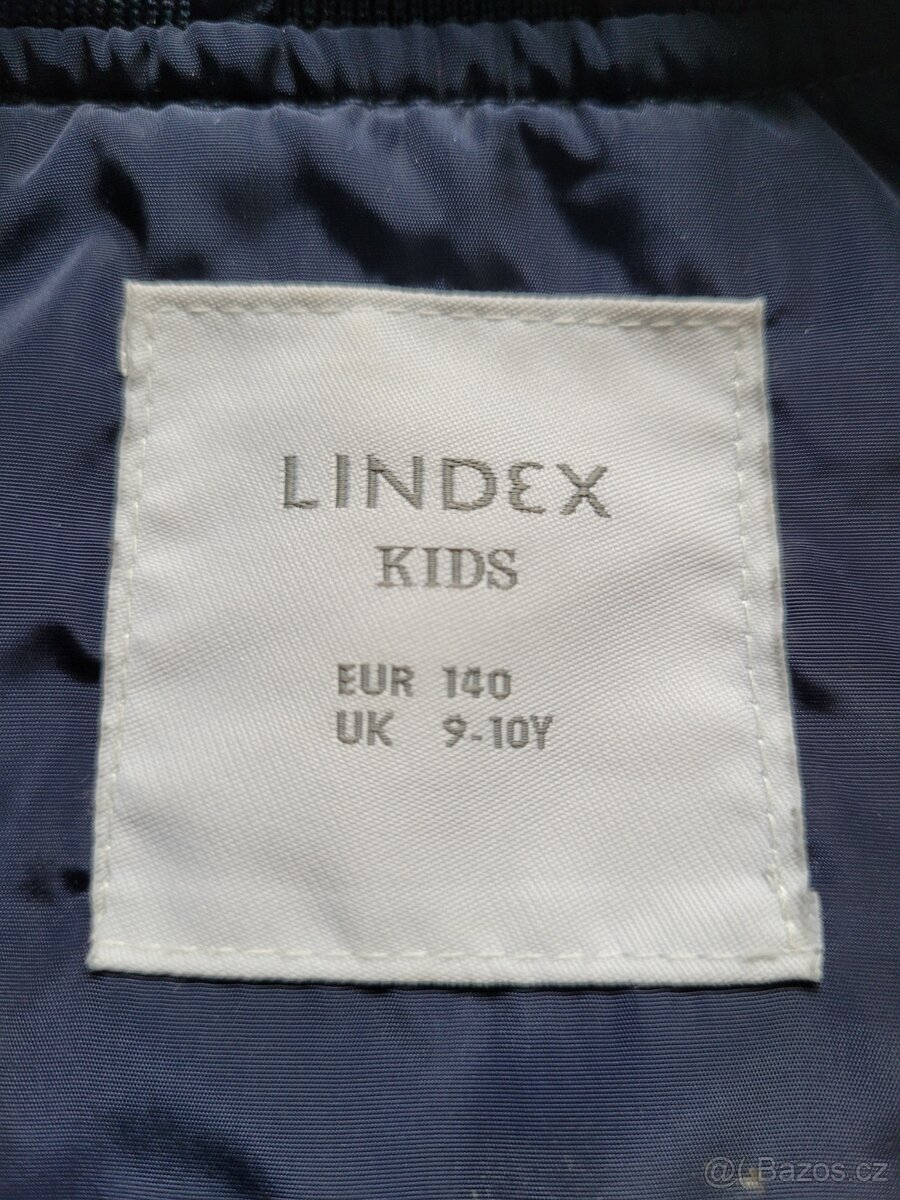 LINDEX
KIDS
EUR 140
UK 9-10Y
@(Bazos.cz